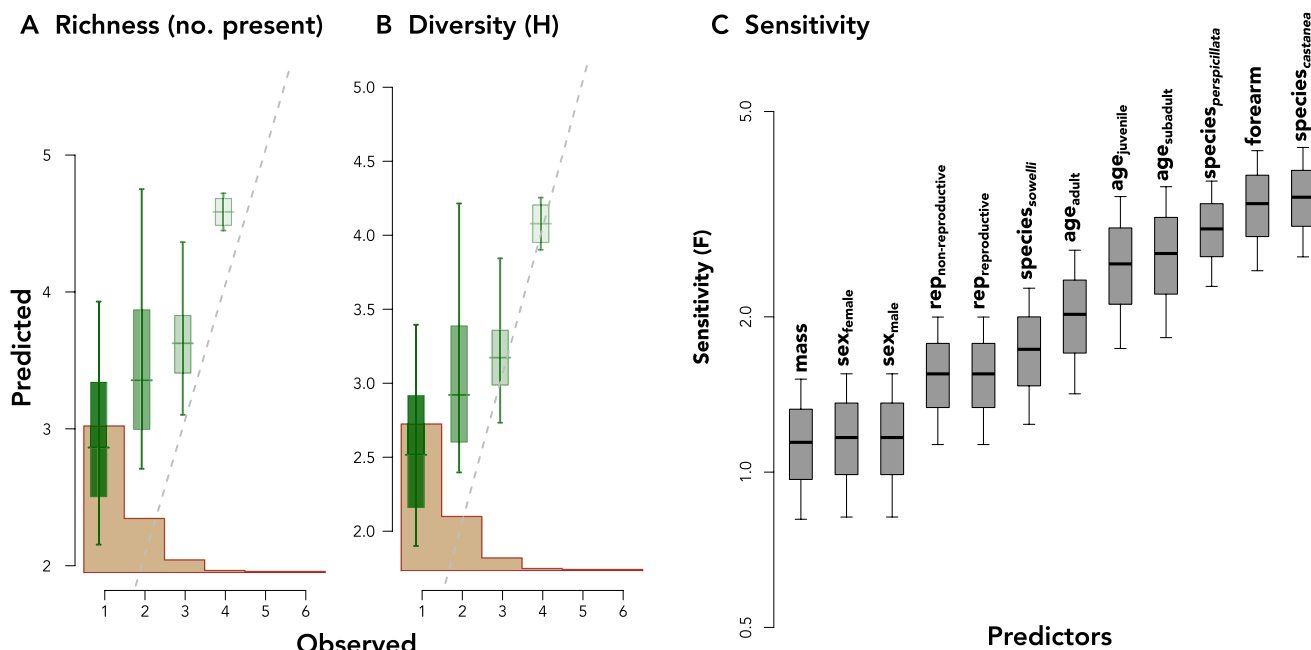 A Richness (no. present)
B Diversity (H)
C Sensitivity
Predicted
5
4
3
2
1 2 3 4 5 6
5.0
4.5
4.0
3.5
3.0
2.5
2.0
1 2 3 4 5 6
Observed
Sensitivity (F)
5.0
2.0
1.0
0.5
mass
sexfemale
sexmale
repnon-reproductive
repreproductive
speciessowelli
ageadult
agejuvenile
agesubadult
speciesperspicillata
forearm
speciescastanea
Predictors